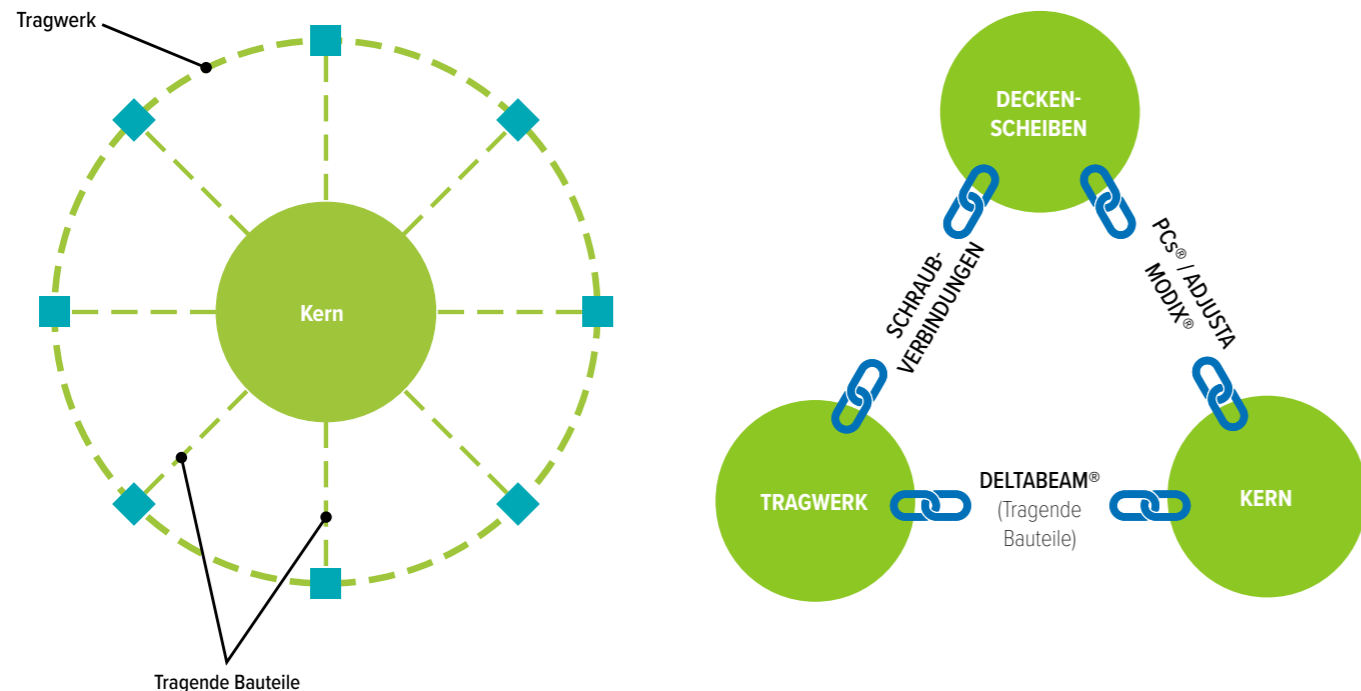 Tragwerk
Kern
Tragende Bauteile
DECKEN-
SCHEIBEN
SCHRAUB-
VERBINDUNGEN
PCs® / ADJUSTA
MODIX®
TRAGWERK
DELTABEAM®
(Tragende
Bauteile)
KERN